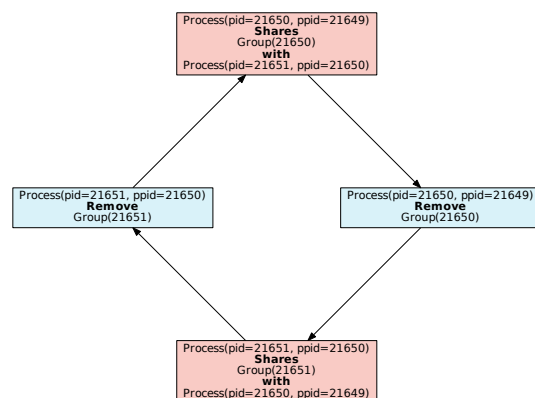 Process(pid=21650, ppid=21649)
Shares
Group(21650)
with
Process(pid=21651, ppid=21650)
Process(pid=21651, ppid=21650)
Remove
Group(21651)
Process(pid=21650, ppid=21649)
Remove
Group(21650)
Process(pid=21651, ppid=21650)
Shares
Group(21651)
with
Process(pid=21650, ppid=21649)